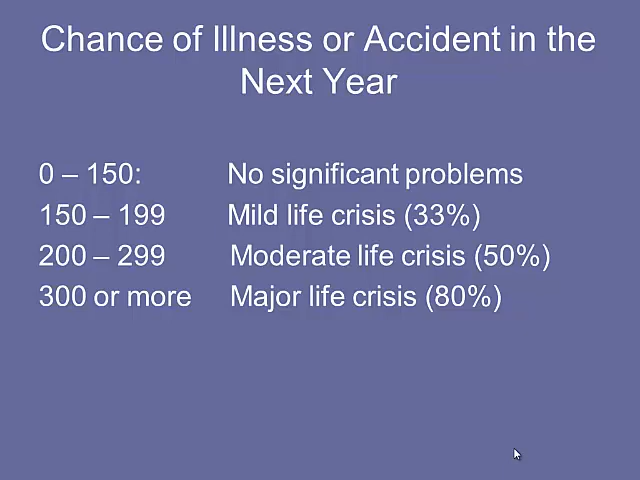 Chance of Illness or Accident in the
Next Year
0 – 150: No significant problems
150 – 199 Mild life crisis (33%)
200 – 299 Moderate life crisis (50%)
300 or more Major life crisis (80%)